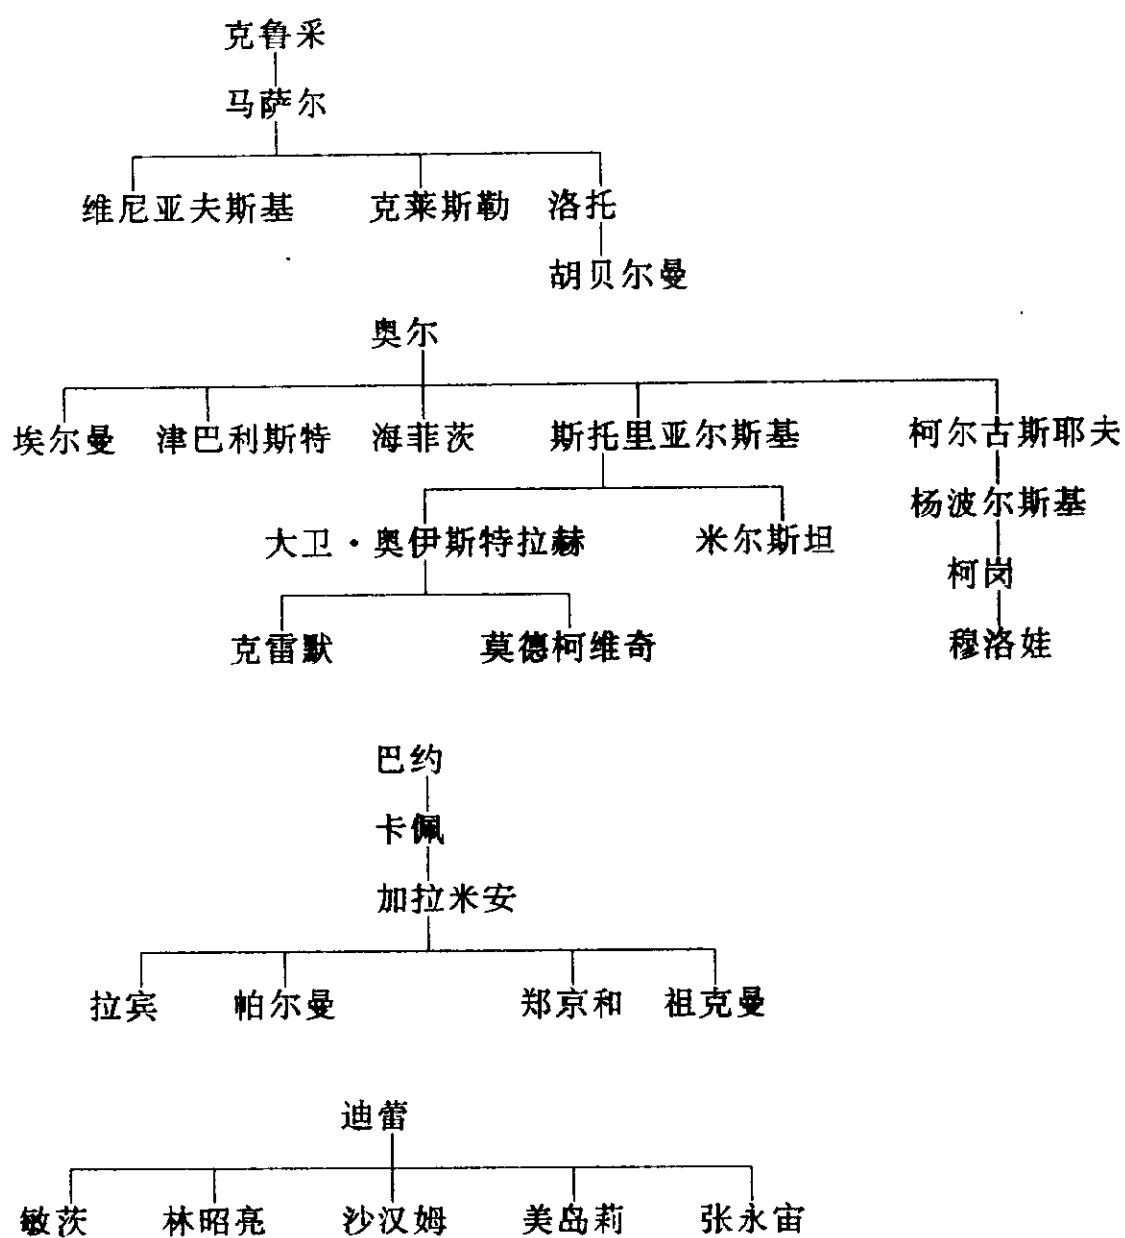 克鲁采
马萨尔
维尼亚夫斯基 克莱斯勒 洛托
胡贝尔曼
奥尔
埃尔曼 津巴利斯特 海菲茨 斯托里亚尔斯基 柯尔古斯耶夫
杨波尔斯基
大卫·奥伊斯特拉赫 米尔斯坦
柯岗
克雷默 莫德柯维奇 穆洛娃
巴约
卡佩
加拉米安
拉宾 帕尔曼 郑京和 祖克曼
迪蕾
敏茨 林昭亮 沙汉姆 美岛莉 张永宙